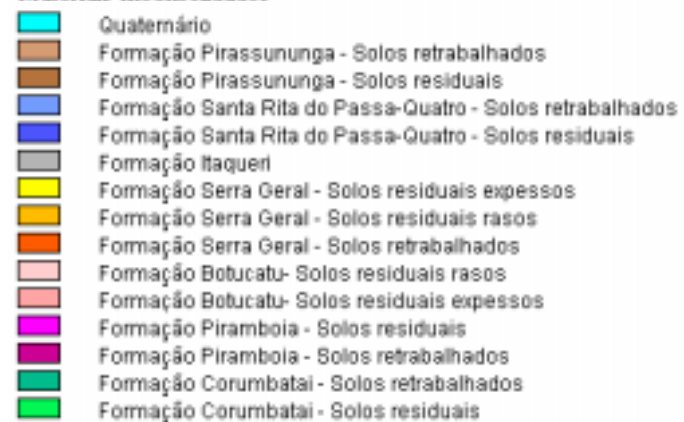 Quaternário
Formação Pirassununga - Solos retrabalhados
Formação Pirassununga - Solos residuais
Formação Santa Rita do Passa-Quatro - Solos retrabalhados
Formação Santa Rita do Passa-Quatro - Solos residuais
Formação Itaqueri
Formação Serra Geral - Solos residuais expessos
Formação Serra Geral - Solos residuais rasos
Formação Serra Geral - Solos retrabalhados
Formação Botucatu- Solos residuais rasos
Formação Botucatu- Solos residuais expessos
Formação Piramboia - Solos residuais
Formação Piramboia - Solos retrabalhados
Formação Corumbatai - Solos retrabalhados
Formação Corumbatai - Solos residuais